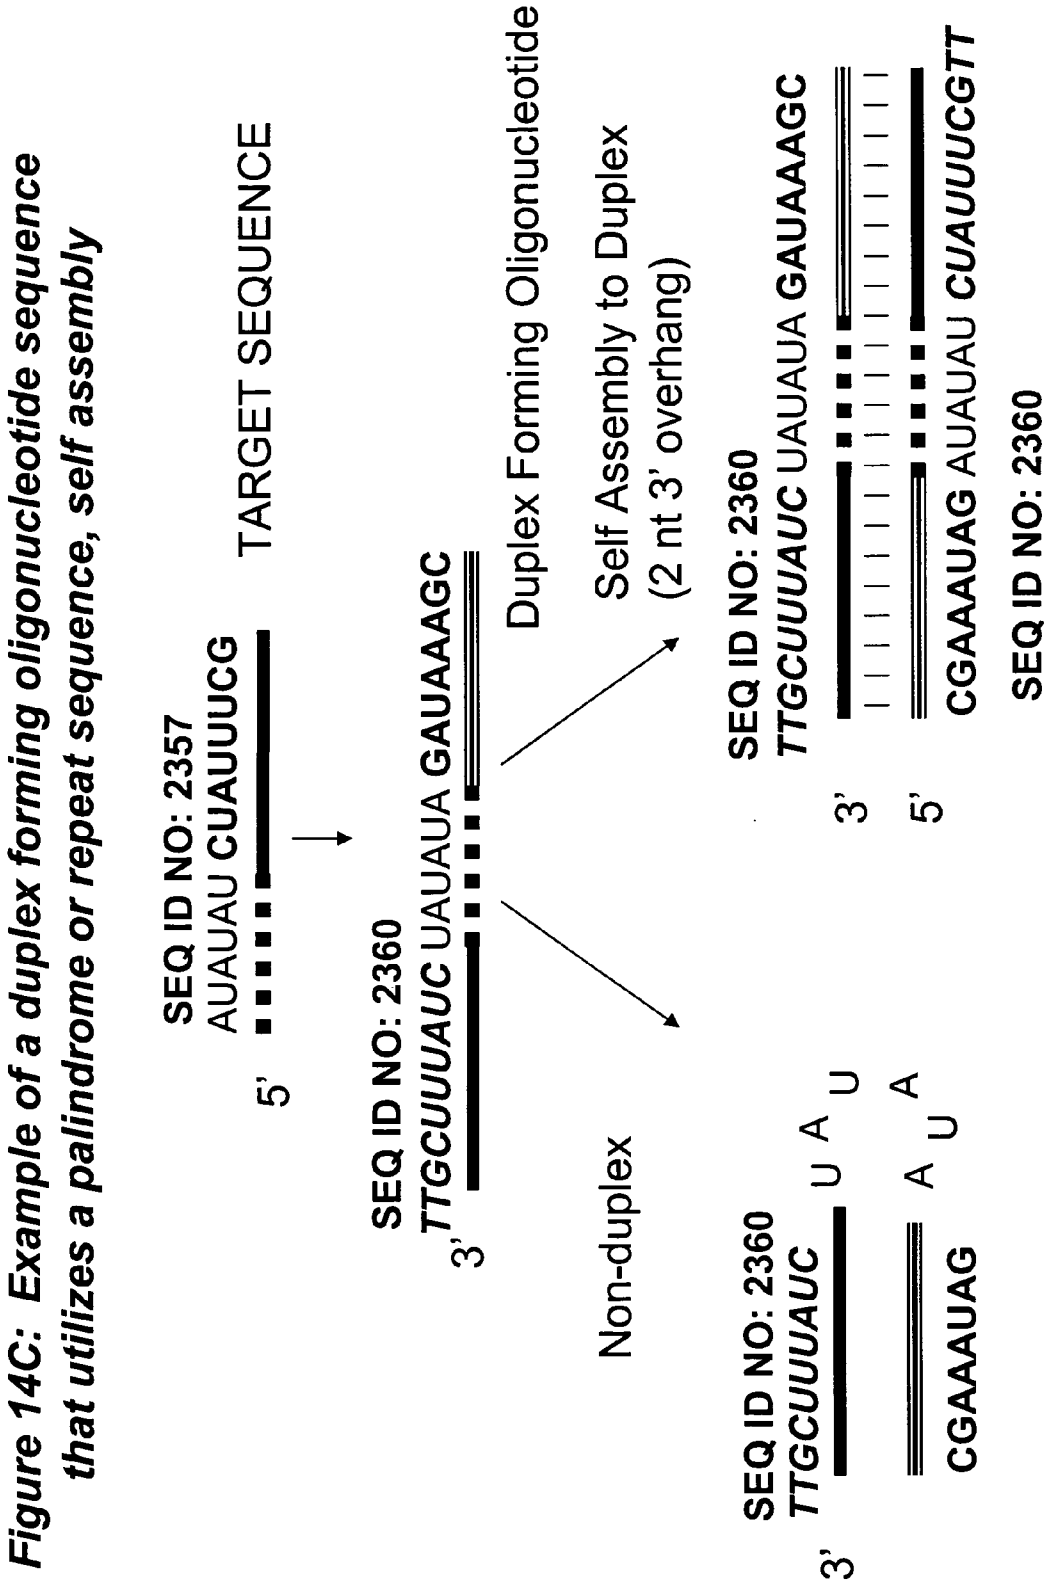 Figure 14C: Example of a duplex forming oligonucleotide sequence
that utilizes a palindrome or repeat sequence, self assembly
SEQ ID NO: 2357
AUAUAU CUAUUUCG
5'
TARGET SEQUENCE
SEQ ID NO: 2360
TTGCUUUAUC UAUAUA GAUAAAGC
3'
Duplex Forming Oligonucleotide
Non-duplex
Self Assembly to Duplex
(2 nt 3' overhang)
SEQ ID NO: 2360
TTGCUUUAUC
3'
U A U
A U A
CGAAAUAG
SEQ ID NO: 2360
TTGCUUUAUC UAUAUA GAUAAAGC
3'
5'
CGAAAUAG AUAUAU CUAUUUCGTT
SEQ ID NO: 2360